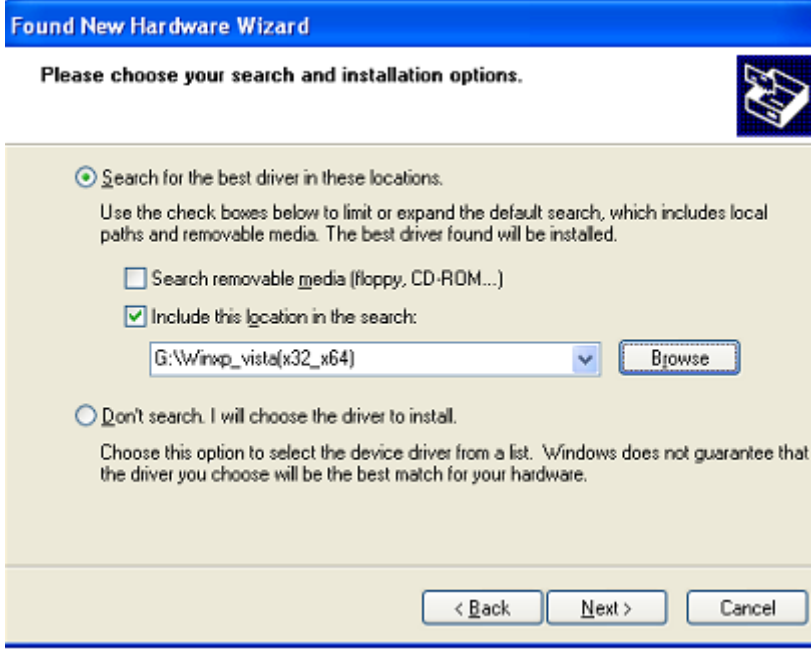 Found New Hardware Wizard
Please choose your search and installation options.
Search for the best driver in these locations.
Use the check boxes below to limit or expand the default search, which includes local
paths and removable media. The best driver found will be installed.
Search removable media (floppy, CD-ROM...)
Include this location in the search:
G:\Winxp_vista(x32_x64)
Browse
Don't search. I will choose the driver to install.
Choose this option to select the device driver from a list. Windows does not guarantee that
the driver you choose will be the best match for your hardware.
< Back
Next >
Cancel